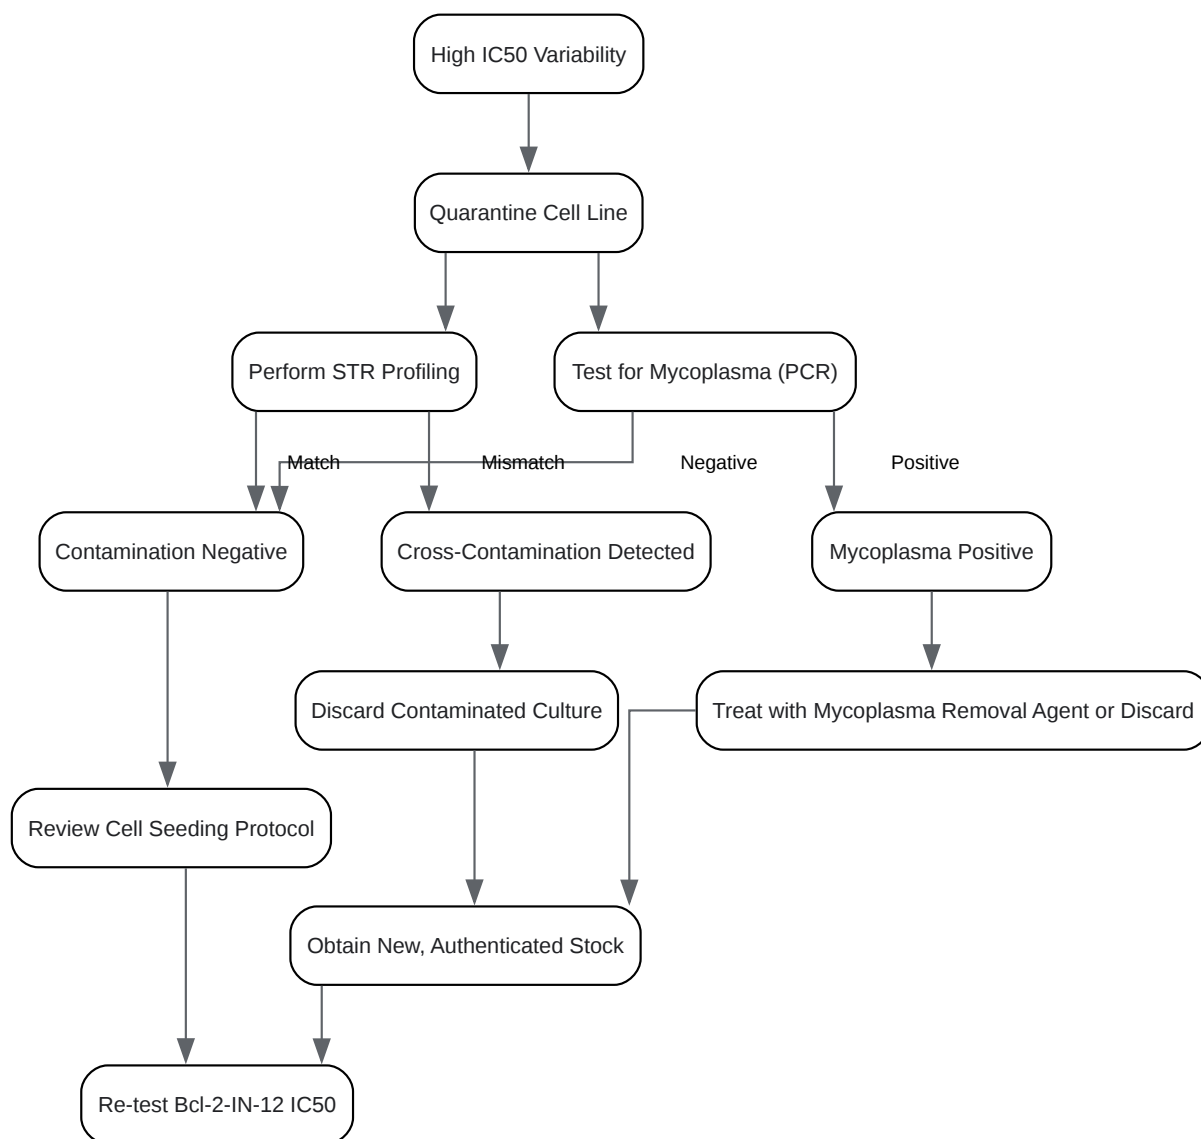 High IC50 Variability
Quarantine Cell Line
Perform STR Profiling
Test for Mycoplasma (PCR)
Match
Mismatch
Negative
Positive
Contamination Negative
Cross-Contamination Detected
Mycoplasma Positive
Discard Contaminated Culture
Treat with Mycoplasma Removal Agent or Discard
Review Cell Seeding Protocol
Obtain New, Authenticated Stock
Re-test Bcl-2-IN-12 IC50